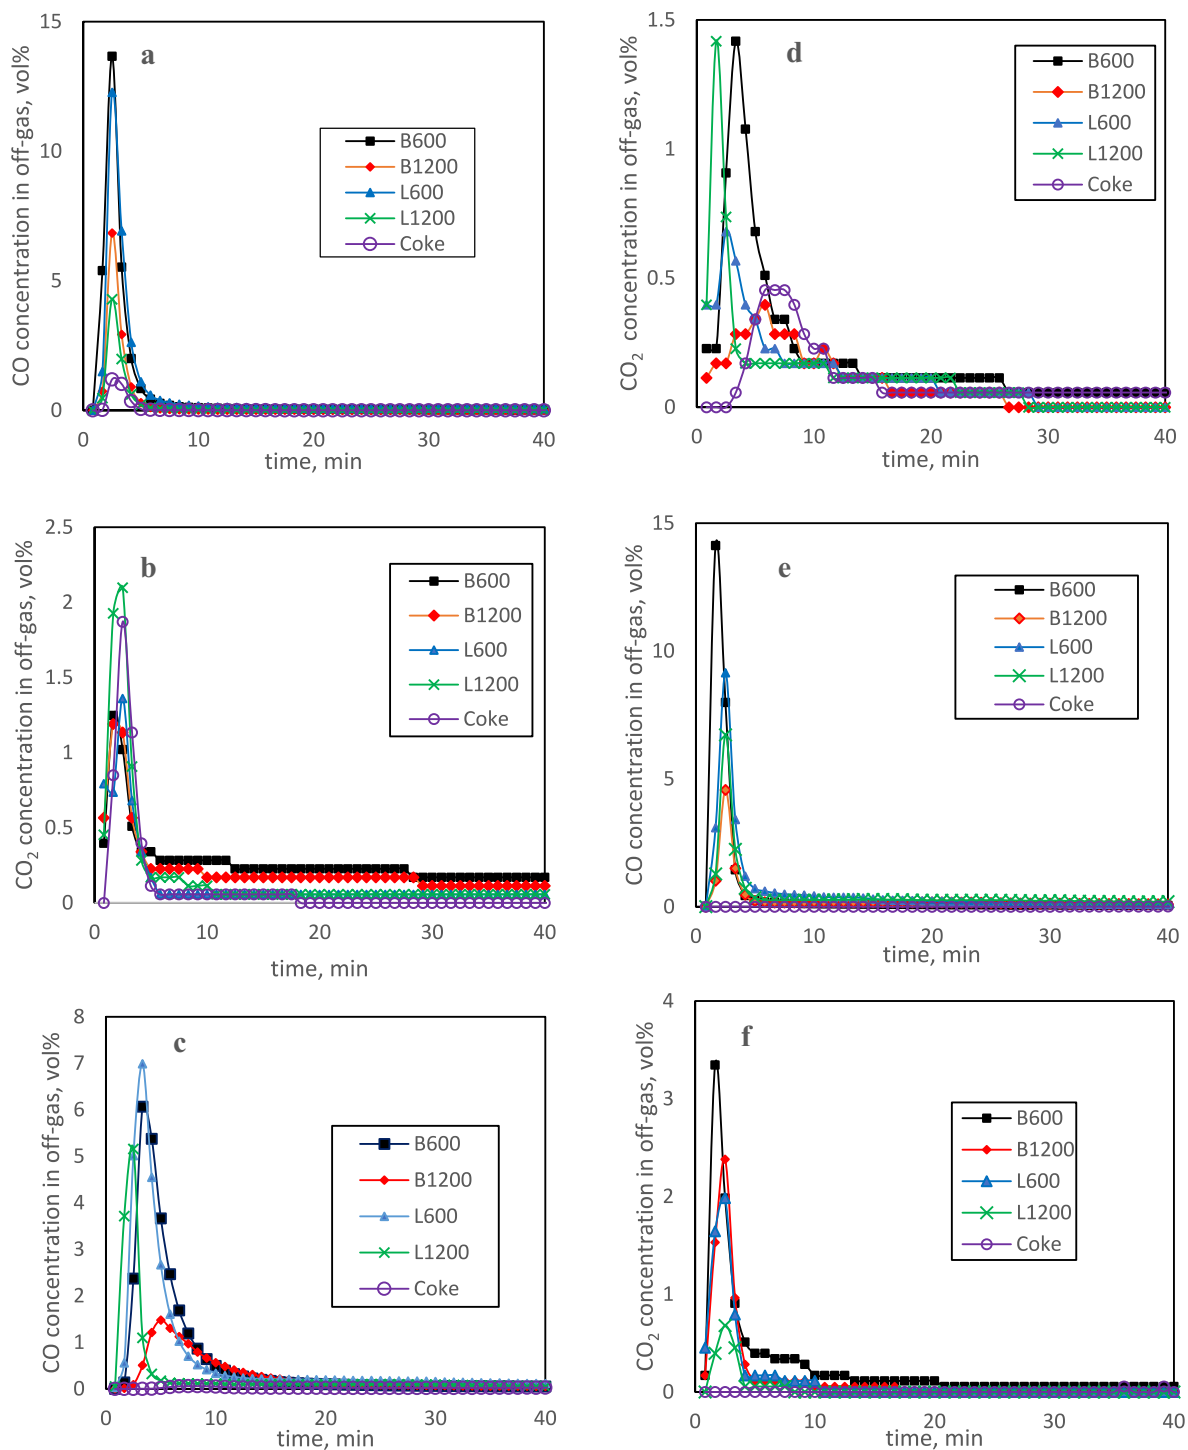 a
CO concentration in off-gas, vol%
15
10
5
0
0
10
20
30
40
time, min
B600
B1200
L600
L1200
Coke
d
CO₂ concentration in off-gas, vol%
1.5
1
0.5
0
0
10
20
30
40
time, min
B600
B1200
L600
L1200
Coke
b
CO₂ concentration in off-gas, vol%
2.5
2
1.5
1
0.5
0
0
10
20
30
40
time, min
B600
B1200
L600
L1200
Coke
e
CO concentration in off-gas, vol%
15
10
5
0
0
10
20
30
40
time, min
B600
B1200
L600
L1200
Coke
c
CO concentration in off-gas, vol%
8
7
6
5
4
3
2
1
0
0
10
20
30
40
time, min
B600
B1200
L600
L1200
Coke
f
CO₂ concentration in off-gas, vol%
4
3
2
1
0
0
10
20
30
40
time, min
B600
B1200
L600
L1200
Coke